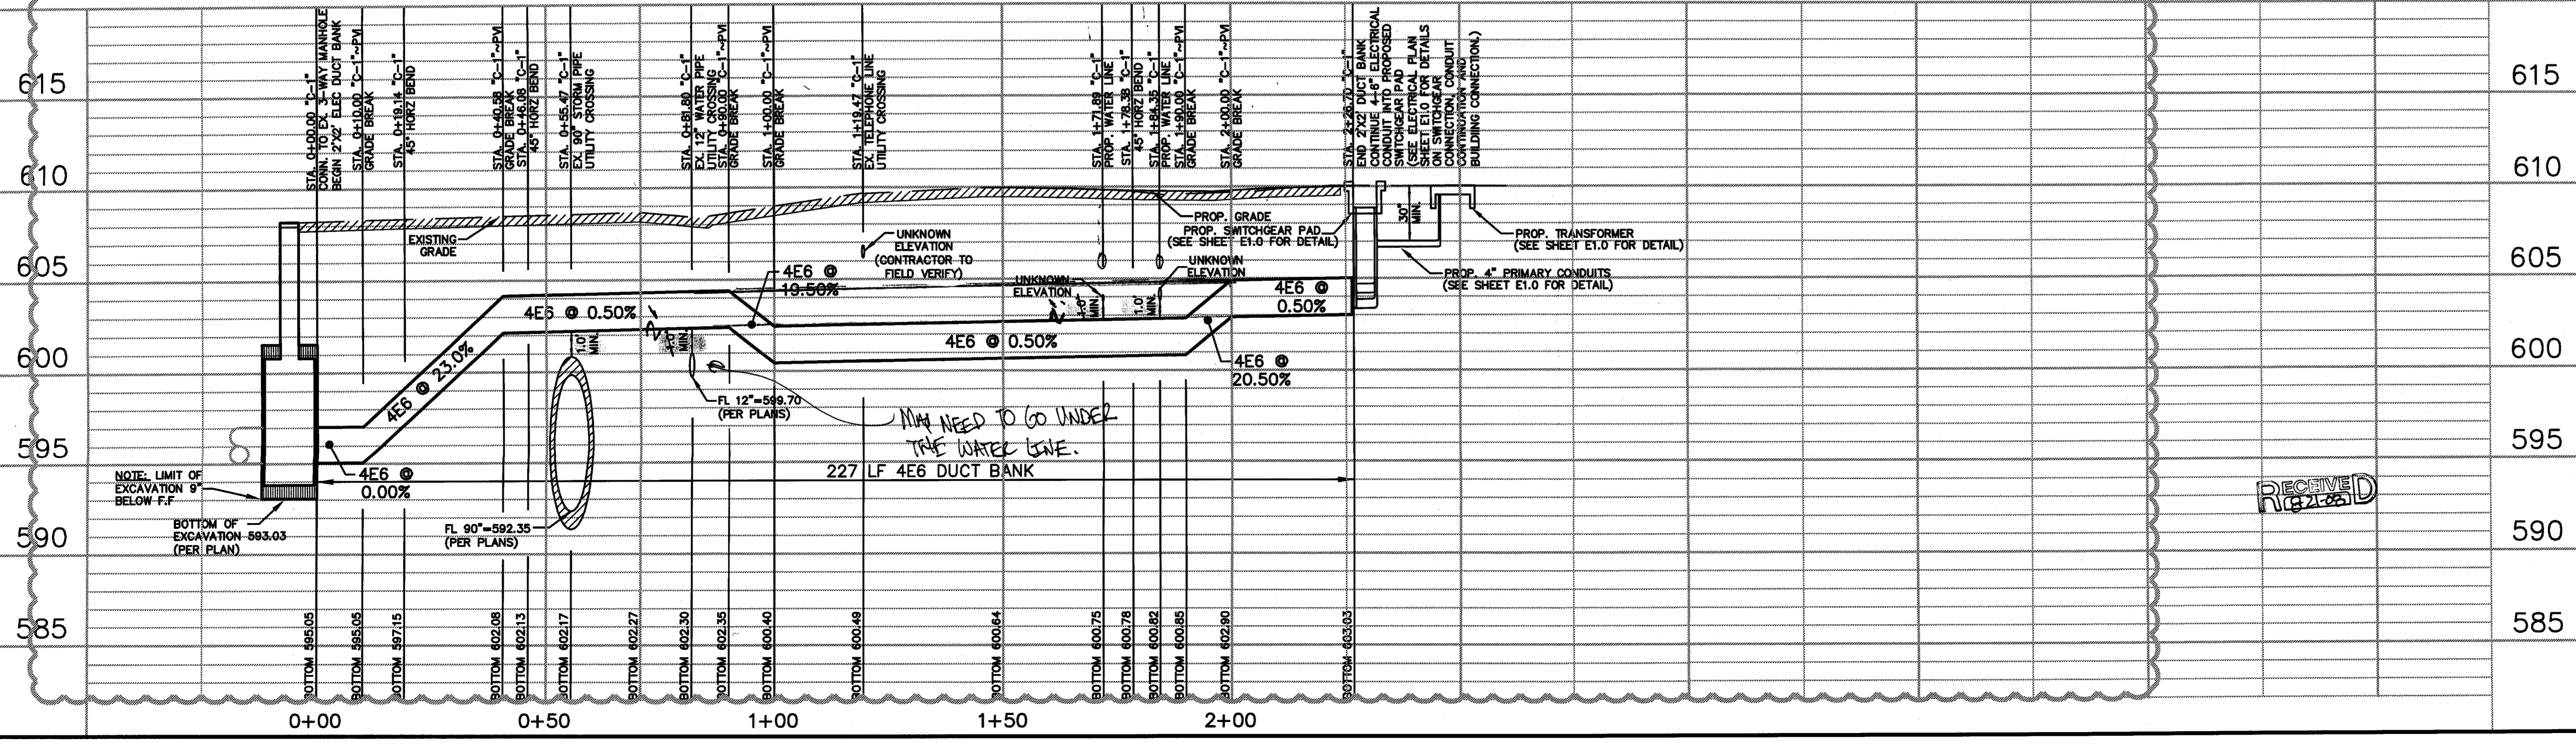 STA. 0+00.00 "C-1"
CONN. TO EX. 3-WAY MANHOLE
BEGIN 2'X2' ELEC DUCT BANK
STA. 0+10.00 "C-1"~PVI
GRADE BREAK
STA. 0+19.14 "C-1"
45° HORZ BEND
STA. 0+40.58 "C-1"~PVI
GRADE BREAK
STA. 0+46.08 "C-1"
45° HORZ BEND
STA. 0+55.47 "C-1"
EX. 90" STORM PIPE
UTILITY CROSSING
STA. 0+81.80 "C-1"
EX. 12" WATER PIPE
UTILITY CROSSING
STA. 0+90.00 "C-1"~PVI
GRADE BREAK
STA. 1+00.00 "C-1"~PVI
GRADE BREAK
STA. 1+19.47 "C-1"
EX. TELEPHONE LINE
UTILITY CROSSING
STA. 1+71.89 "C-1"
PROP. WATER LINE
STA. 1+78.38 "C-1"
45° HORZ BEND
STA. 1+84.35 "C-1"
PROP. WATER LINE
STA. 1+90.00 "C-1"~PVI
GRADE BREAK
STA. 2+00.00 "C-1"~PVI
GRADE BREAK
STA. 2+26.70 "C-1"
END 2'X2' DUCT BANK
CONTINUE 4-6" ELECTRICAL
CONDUIT INTO PROPOSED
SWITCHGEAR PAD
(SEE ELECTRICAL PLAN
SHEET E1.0 FOR DETAILS
ON SWITCHGEAR
CONNECTION, CONDUIT
CONTINUATION AND
BUILDING CONNECTION.)
615
615
610
610
605
605
600
600
595
595
590
590
585
585
EXISTING
GRADE
UNKNOWN
ELEVATION
(CONTRACTOR TO
FIELD VERIFY)
PROP. GRADE
PROP. SWITCHGEAR PAD
(SEE SHEET E1.0 FOR DETAIL)
30"
MIN.
PROP. TRANSFORMER
(SEE SHEET E1.0 FOR DETAIL)
PROP. 4" PRIMARY CONDUITS
(SEE SHEET E1.0 FOR DETAIL)
UNKNOWN
ELEVATION
UNKNOWN
ELEVATION
4E6 @
19.50%
4E6 @ 0.50%
4E6 @ 23.0%
1.0'
MIN.
1.0'
MIN.
1.0'
MIN.
1.0'
MIN.
4E6 @ 0.50%
4E6 @
0.50%
4E6 @
20.50%
FL 12"=599.70
(PER PLANS)
MAY NEED TO GO UNDER
THE WATER LINE.
227 LF 4E6 DUCT BANK
4E6 @
0.00%
NOTE: LIMIT OF
EXCAVATION 9"
BELOW F.F
BOTTOM OF
EXCAVATION 593.03
(PER PLAN)
FL 90"=592.35
(PER PLANS)
RECEIVED
8-21-08
BOTTOM 595.05
BOTTOM 595.05
BOTTOM 597.15
BOTTOM 602.08
BOTTOM 602.13
BOTTOM 602.17
BOTTOM 602.27
BOTTOM 602.30
BOTTOM 602.35
BOTTOM 600.40
BOTTOM 600.49
BOTTOM 600.64
BOTTOM 600.75
BOTTOM 600.78
BOTTOM 600.82
BOTTOM 600.85
BOTTOM 602.90
BOTTOM 603.03
0+00
0+50
1+00
1+50
2+00